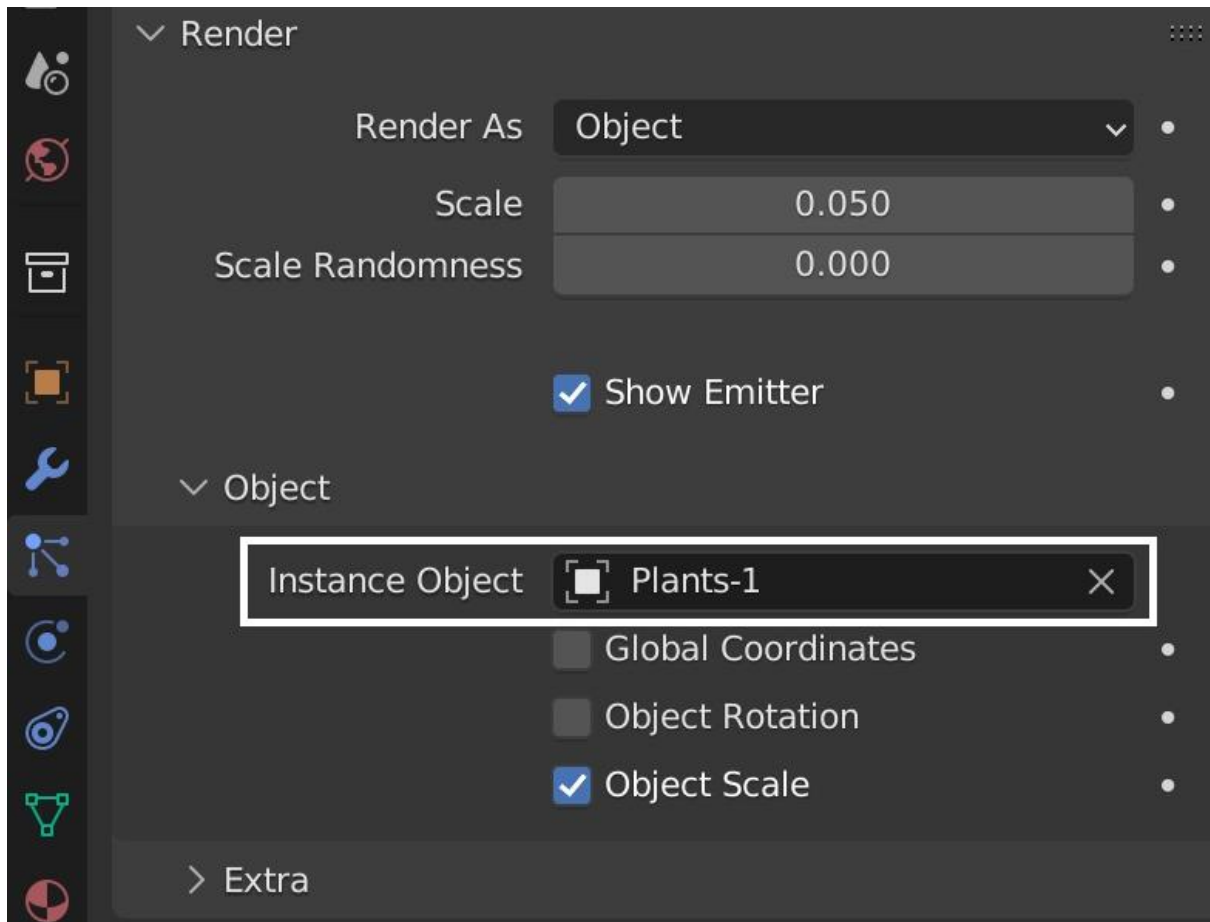 Render
Render As Object
Scale 0.050
Scale Randomness 0.000
Show Emitter
Object
Instance Object Plants-1
Global Coordinates
Object Rotation
Object Scale
Extra